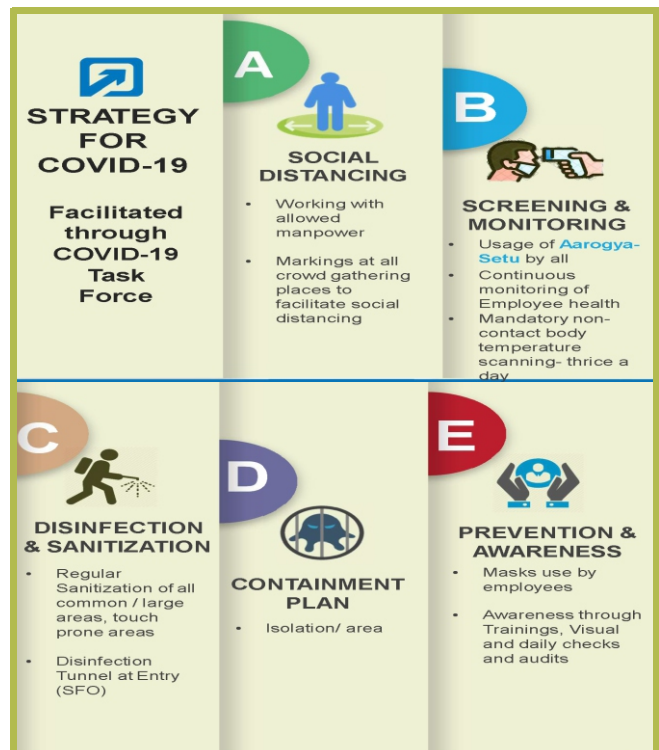 STRATEGY
FOR
COVID-19
Facilitated
through
COVID-19
Task
Force
A
SOCIAL
DISTANCING
• Working with
allowed
manpower
• Markings at all
crowd gathering
places to
facilitate social
distancing
B
SCREENING &
MONITORING
• Usage of Aarogya-
Setu by all
• Continuous
monitoring of
Employee health
• Mandatory non-
contact body
temperature
scanning- thrice a
day
C
DISINFECTION
& SANITIZATION
• Regular
Sanitization of all
common / large
areas, touch
prone areas
• Disinfection
Tunnel at Entry
(SFO)
D
CONTAINMENT
PLAN
• Isolation/ area
E
PREVENTION &
AWARENESS
• Masks use by
employees
• Awareness through
Trainings, Visual
and daily checks
and audits